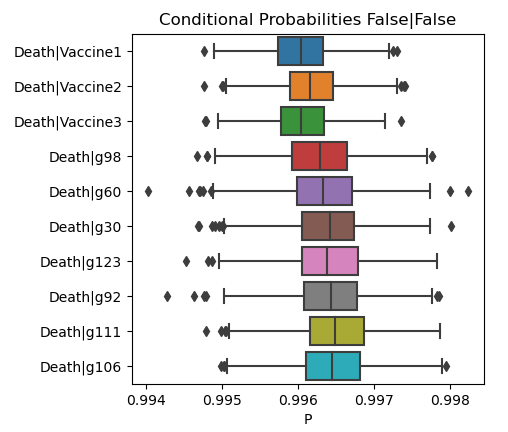 Conditional Probabilities False|False
Death|Vaccine1
Death|Vaccine2
Death|Vaccine3
Death|g98
Death|g60
Death|g30
Death|g123
Death|g92
Death|g111
Death|g106
0.994 0.995 0.996 0.997 0.998
P